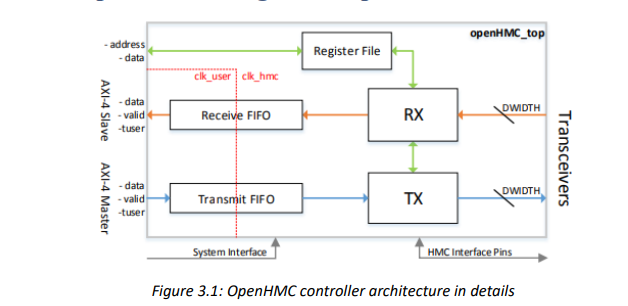 openHMC_top
- address
- data
Register File
clk_user
clk_hmc
AXI-4 Slave
- data
- valid
-tuser
Receive FIFO
RX
DWIDTH
Transceivers
AXI-4 Master
- data
- valid
-tuser
Transmit FIFO
TX
DWIDTH
System Interface
HMC Interface Pins
Figure 3.1: OpenHMC controller architecture in details